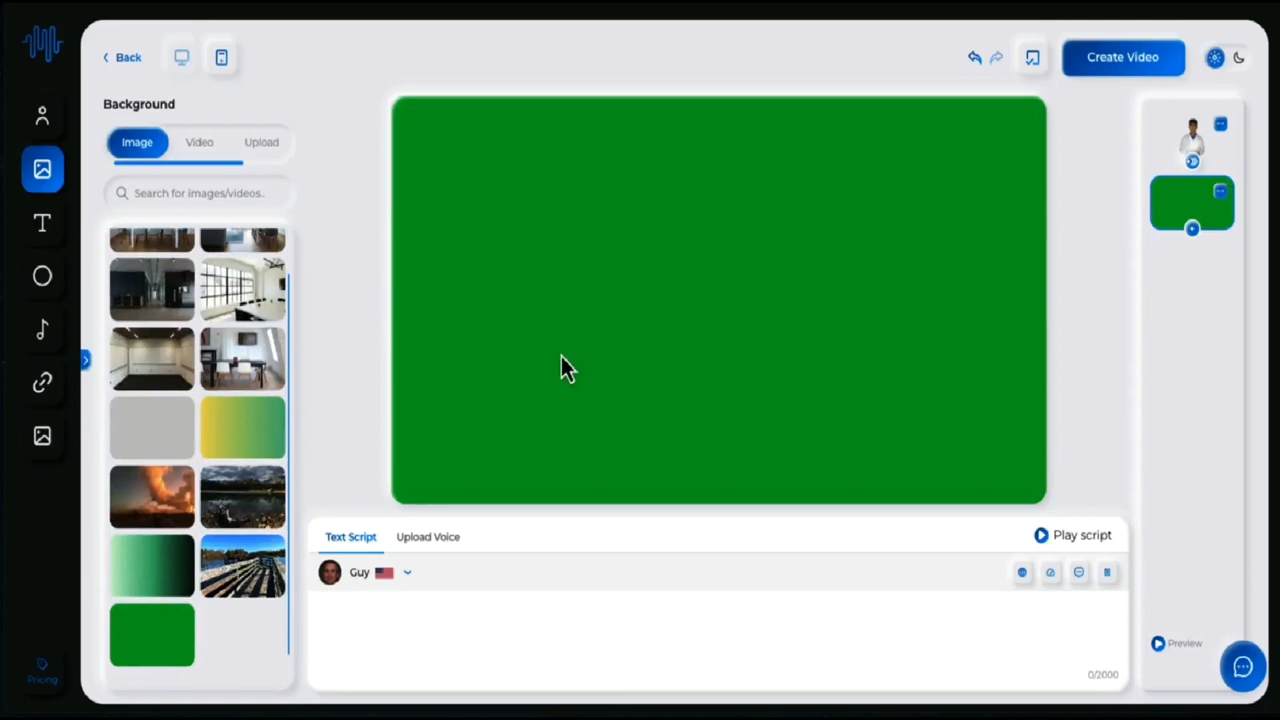 Back
Create Video
Background
Image
Video
Upload
Search for images/videos..
Text Script
Upload Voice
Play script
Guy
0/2000
Preview
Pricing